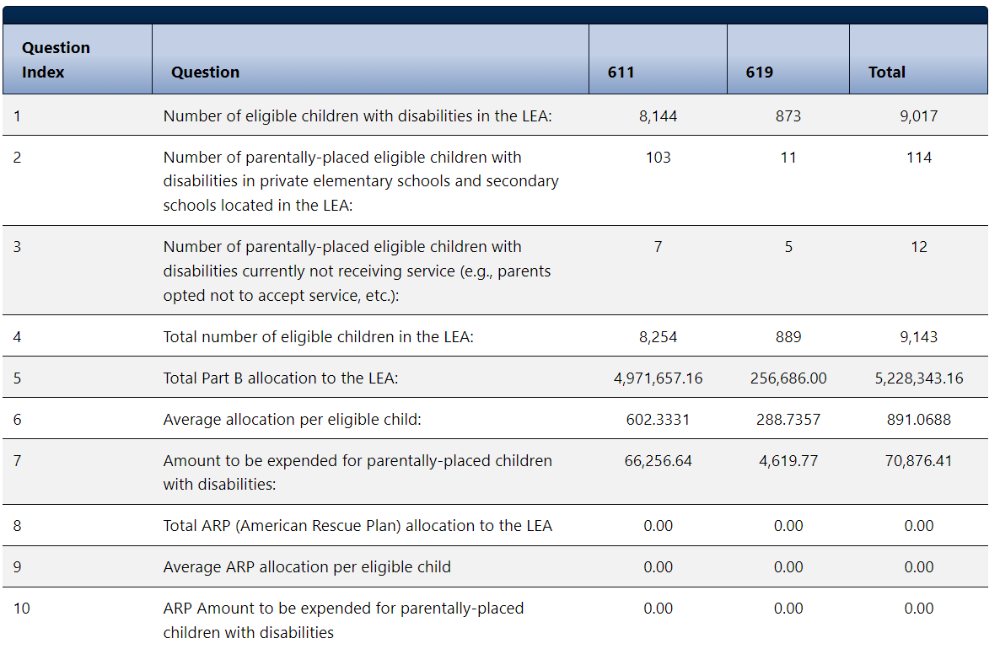 Question Index Question 611 619 Total
1 Number of eligible children with disabilities in the LEA: 8,144 873 9,017
2 Number of parentally-placed eligible children with 103 11 114
disabilities in private elementary schools and secondary
schools located in the LEA:
3 Number of parentally-placed eligible children with 7 5 12
disabilities currently not receiving service (e.g., parents
opted not to accept service, etc.):
4 Total number of eligible children in the LEA: 8,254 889 9,143
5 Total Part B allocation to the LEA: 4,971,657.16 256,686.00 5,228,343.16
6 Average allocation per eligible child: 602.3331 288.7357 891.0688
7 Amount to be expended for parentally-placed children 66,256.64 4,619.77 70,876.41
with disabilities:
8 Total ARP (American Rescue Plan) allocation to the LEA 0.00 0.00 0.00
9 Average ARP allocation per eligible child 0.00 0.00 0.00
10 ARP Amount to be expended for parentally-placed 0.00 0.00 0.00
children with disabilities